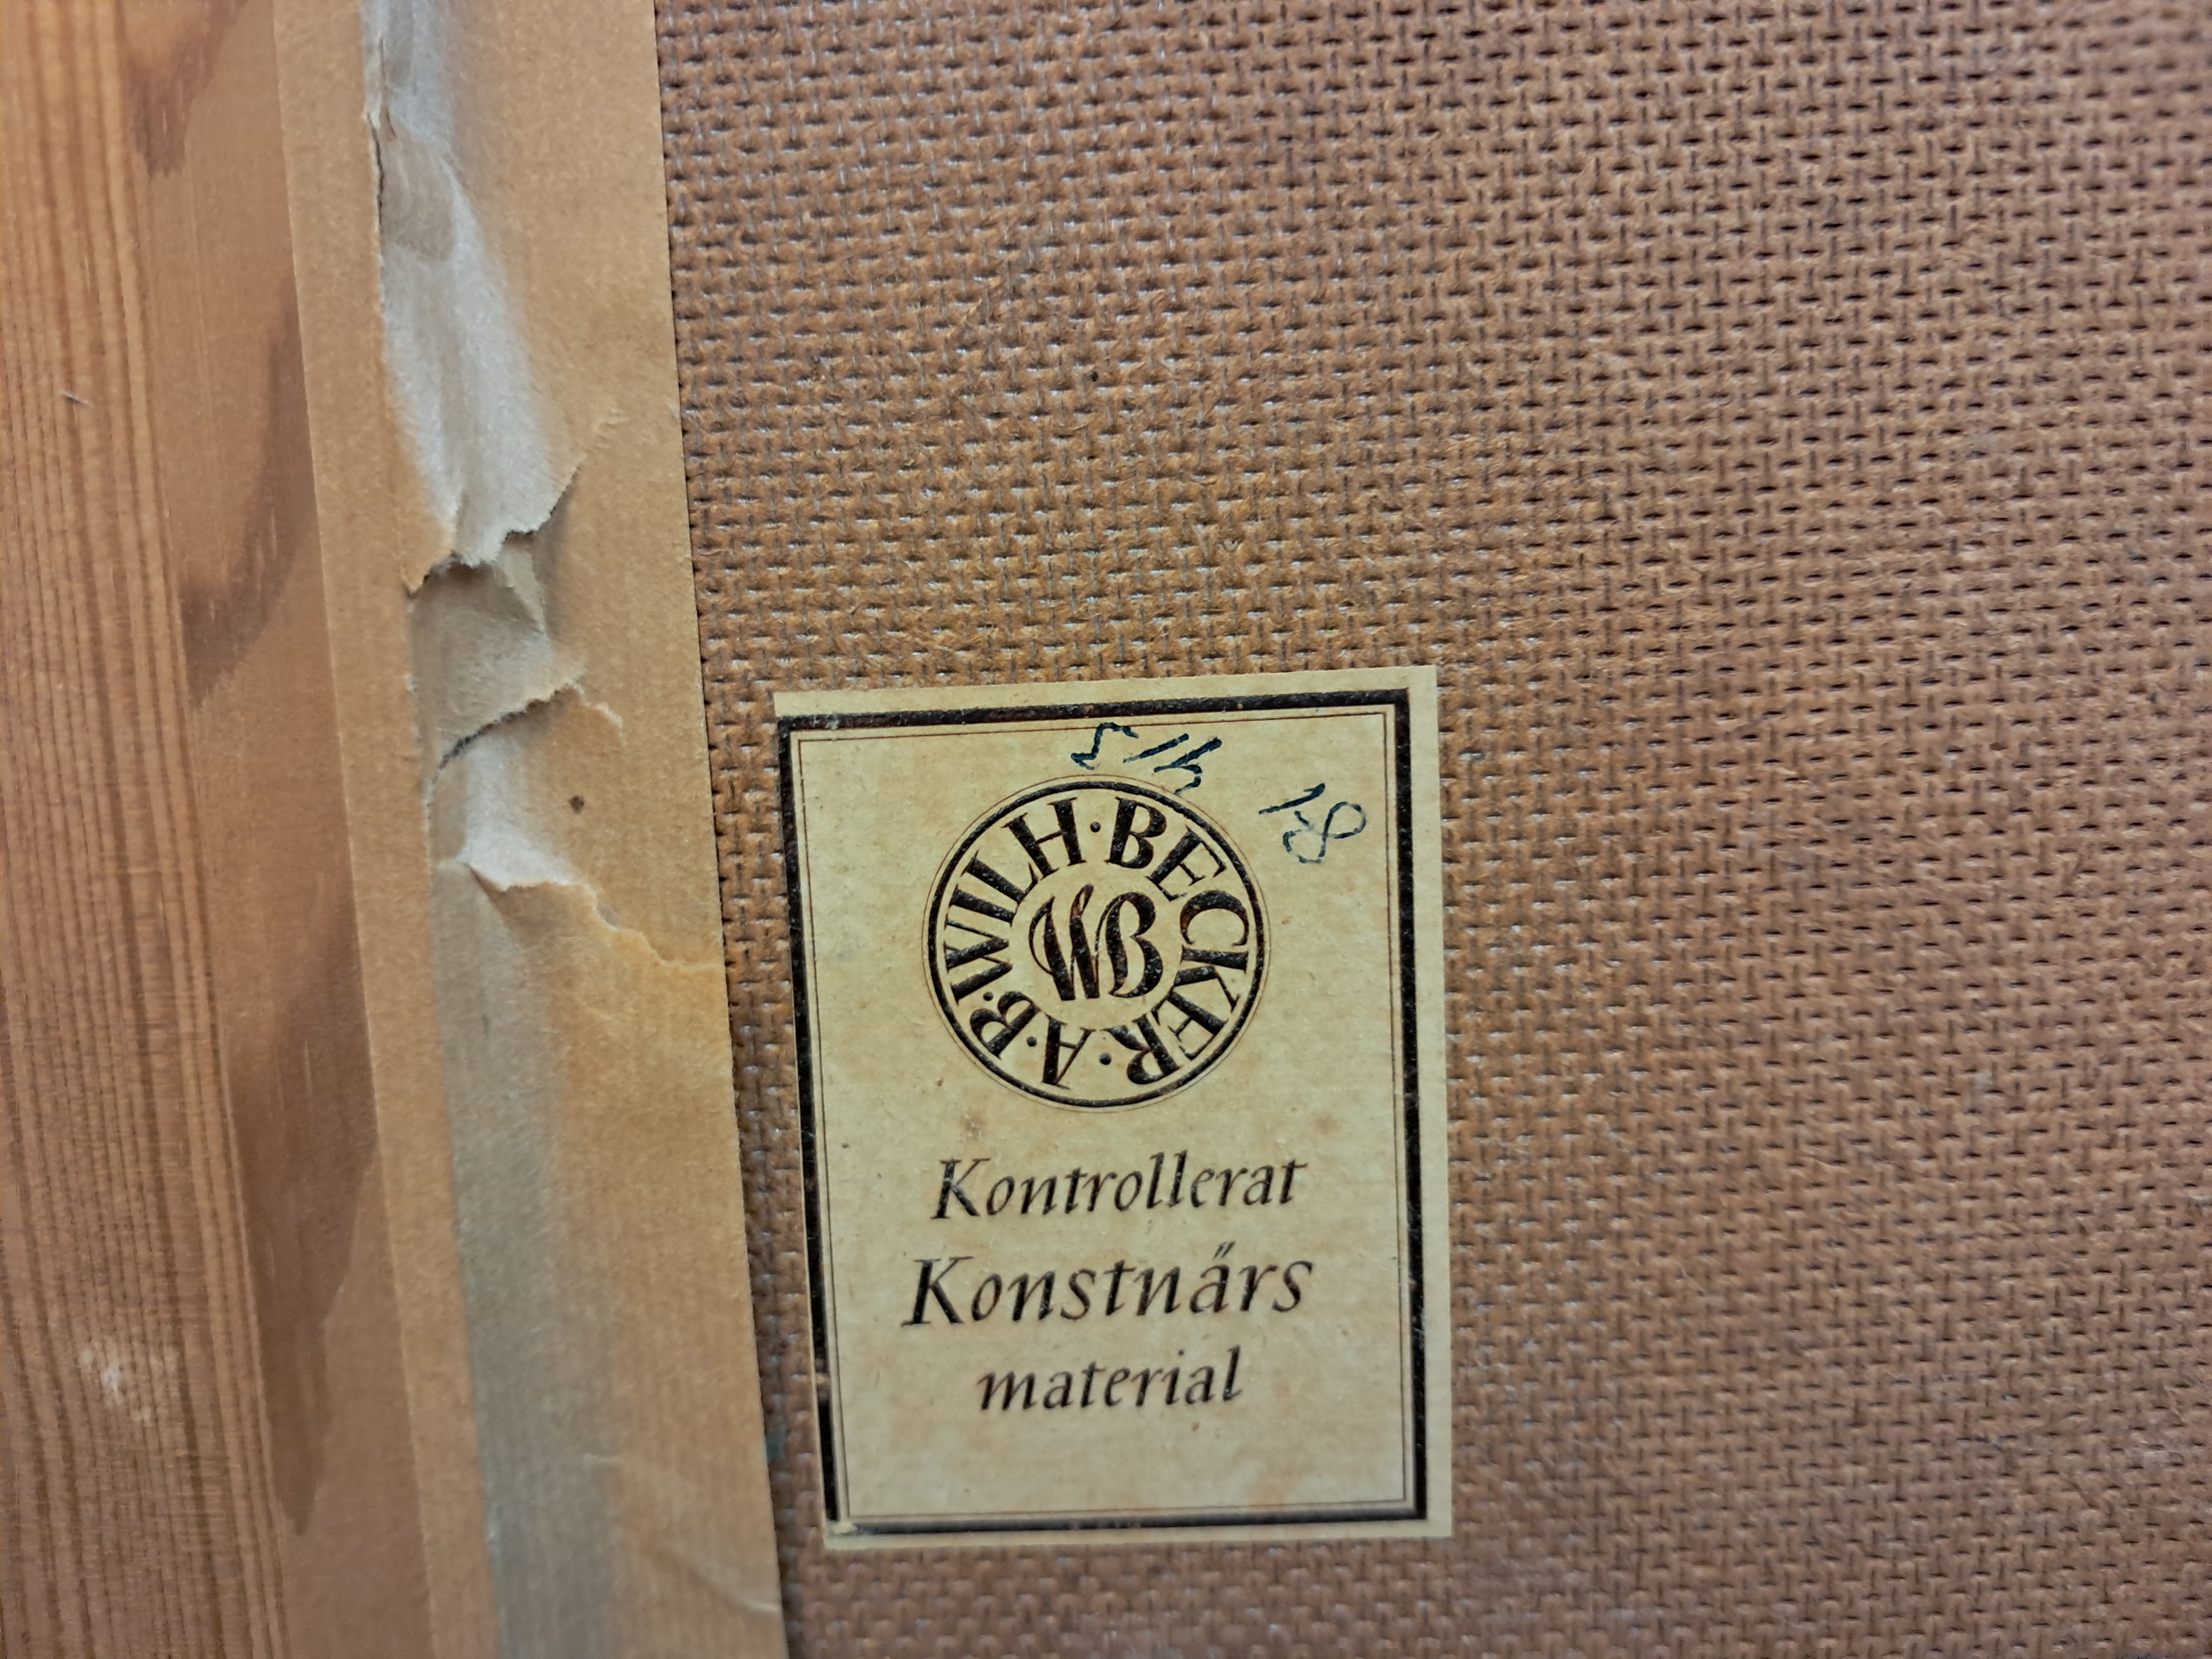 A.B.WILH.BECKER.
WB
Kontrollerat
Konstnärs
material